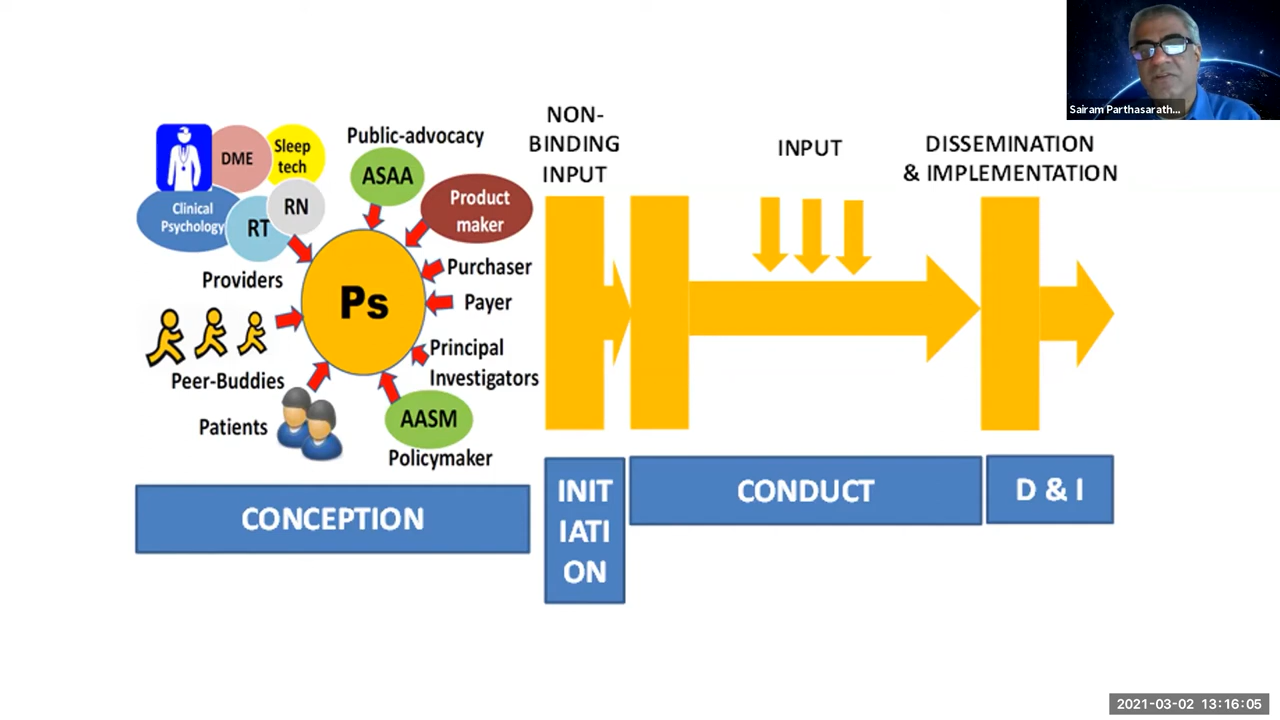 Sairam Parthasarath...
NON-
BINDING
INPUT
INPUT
DISSEMINATION
& IMPLEMENTATION
DME
Sleep
tech
Clinical
Psychology
RT
RN
Providers
Public-advocacy
ASAA
Product
maker
Purchaser
Payer
Ps
Principal
Investigators
Peer-Buddies
Patients
AASM
Policymaker
CONCEPTION
INIT
IATI
ON
CONDUCT
D & I
2021-03-02 13:16:05